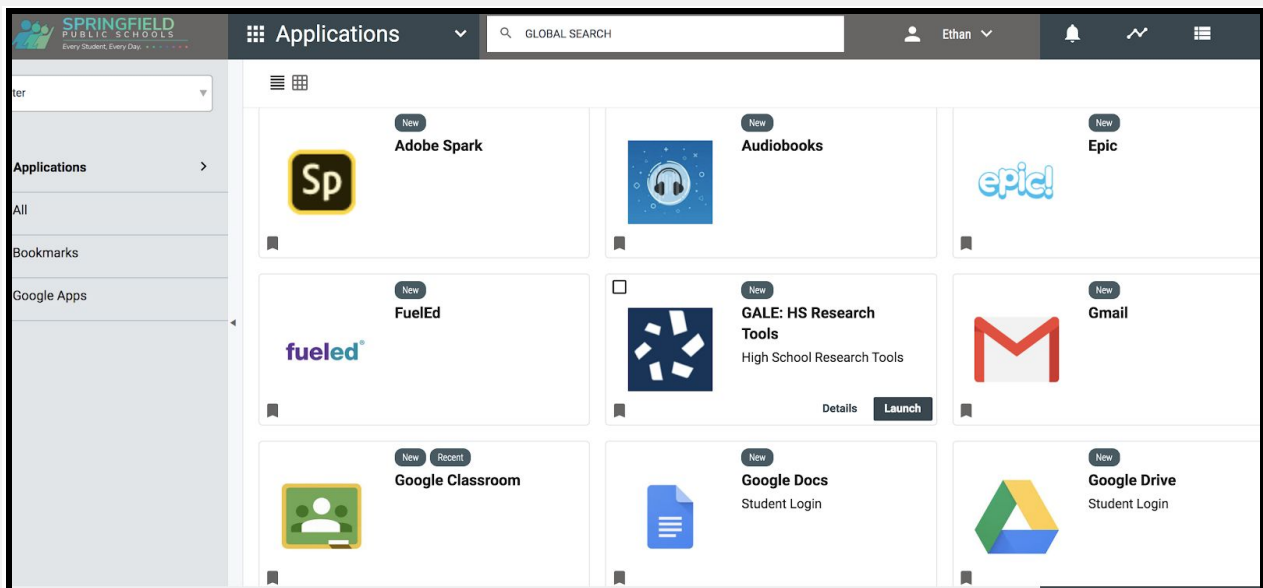 SPRINGFIELD
PUBLIC SCHOOLS
Every Student, Every Day.
Applications
GLOBAL SEARCH
Ethan
ter
Applications
All
Bookmarks
Google Apps
New
Adobe Spark
Sp
New
Audiobooks
New
Epic
epic!
New
FuelEd
fueled
New
GALE: HS Research
Tools
High School Research Tools
Details
Launch
New
Gmail
New
Recent
Google Classroom
New
Google Docs
Student Login
New
Google Drive
Student Login